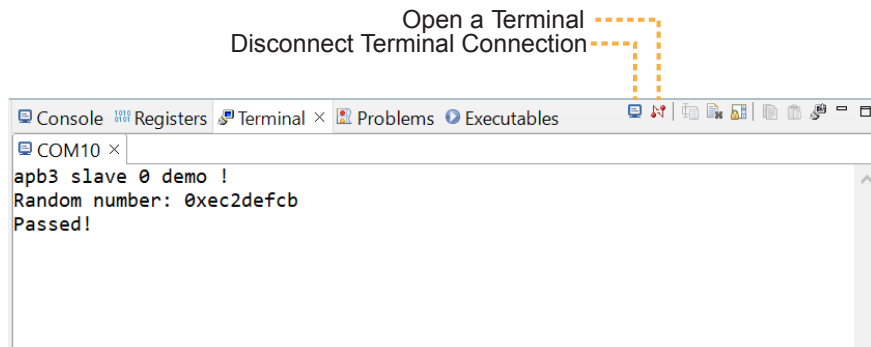 Open a Terminal
Disconnect Terminal Connection
Console Registers Terminal Problems Executables
COM10
apb3 slave 0 demo !
Random number: 0xec2defcb
Passed!